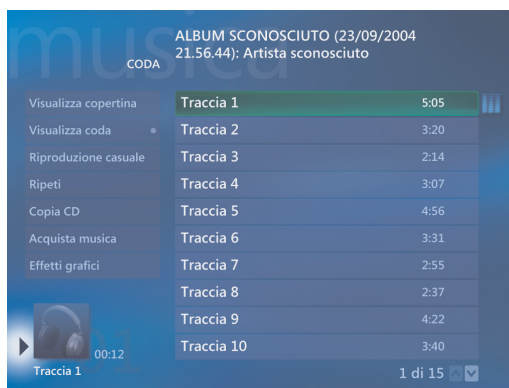 musica
ALBUM SCONOSCIUTO (23/09/2004
21.56.44): Artista sconosciuto
CODA
Visualizza copertina
Visualizza coda
Riproduzione casuale
Ripeti
Copia CD
Acquista musica
Effetti grafici
Traccia 1 5:05
Traccia 2 3:20
Traccia 3 2:14
Traccia 4 3:07
Traccia 5 4:56
Traccia 6 3:31
Traccia 7 2:55
Traccia 8 2:37
Traccia 9 4:22
Traccia 10 3:40
01
00:12
Traccia 1
1 di 15